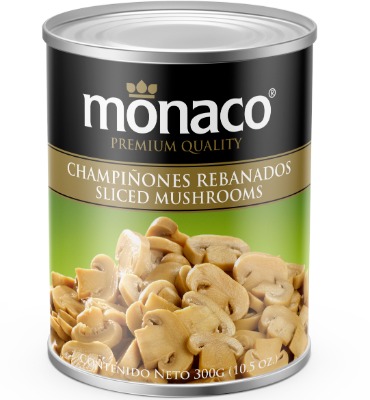 monaco®
PREMIUM QUALITY
CHAMPIÑONES REBANADOS
SLICED MUSHROOMS
CONTENIDO NETO 300G (10.5 OZ.)